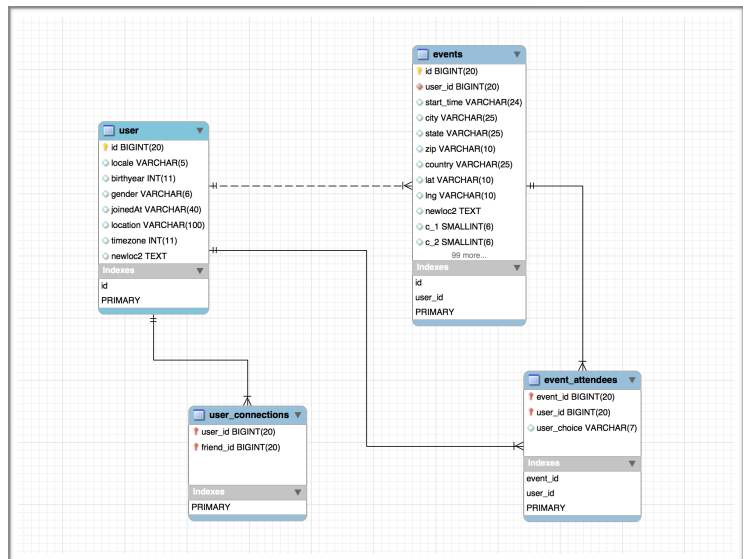 events
id BIGINT(20)
user_id BIGINT(20)
start_time VARCHAR(24)
city VARCHAR(25)
state VARCHAR(25)
zip VARCHAR(10)
country VARCHAR(25)
lat VARCHAR(10)
lng VARCHAR(10)
newloc2 TEXT
c_1 SMALLINT(6)
c_2 SMALLINT(6)
99 more...
Indexes
id
user_id
PRIMARY
user
id BIGINT(20)
locale VARCHAR(5)
birthyear INT(11)
gender VARCHAR(6)
joinedAt VARCHAR(40)
location VARCHAR(100)
timezone INT(11)
newloc2 TEXT
Indexes
id
PRIMARY
user_connections
user_id BIGINT(20)
friend_id BIGINT(20)
Indexes
PRIMARY
event_attendees
event_id BIGINT(20)
user_id BIGINT(20)
user_choice VARCHAR(7)
Indexes
event_id
user_id
PRIMARY